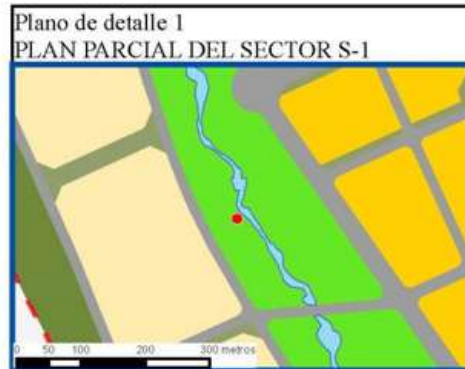 Plano de detalle 1
PLAN PARCIAL DEL SECTOR S-1
0 50 100 200 300 metros